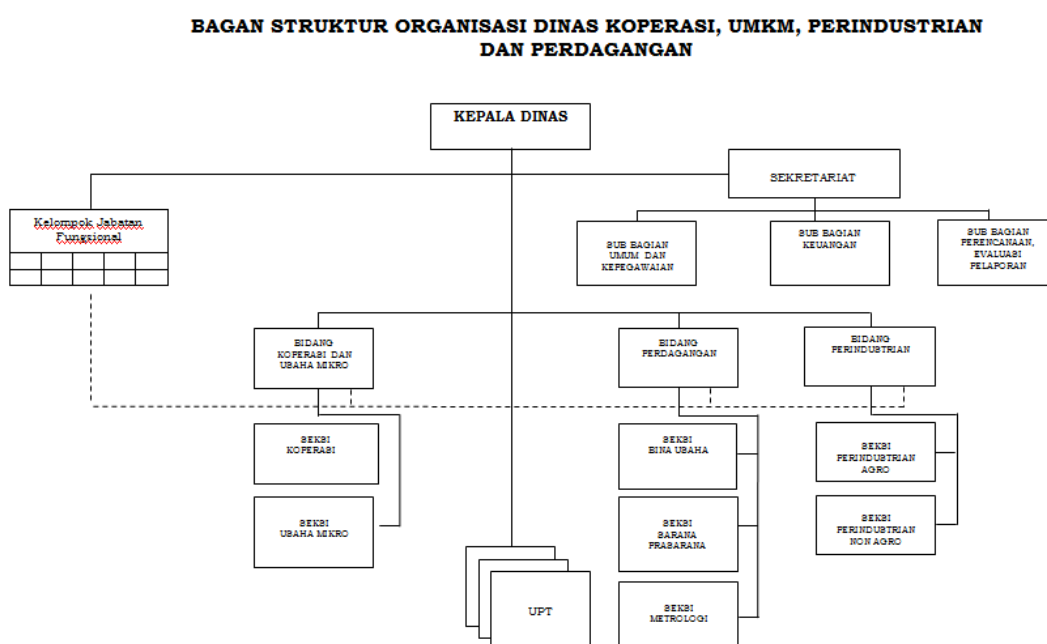 BAGAN STRUKTUR ORGANISASI DINAS KOPERASI, UMKM, PERINDUSTRIAN
DAN PERDAGANGAN
KEPALA DINAS
SEKRETARIAT
Kelompok Jabatan
Fungsional
SUB BAGIAN
UMUM DAN
KEPEGAWAIAN
SUB BAGIAN
KEUANGAN
SUB BAGIAN
PERENCANAAN,
EVALUASI
PELAPORAN
BIDANG
KOPERASI DAN
USAHA MIKRO
BIDANG
PERDAGANGAN
BIDANG
PERINDUSTRIAN
SEKSI
KOPERASI
SEKSI
BINA USAHA
SEKSI
PERINDUSTRIAN
AGRO
SEKSI
USAHA MIKRO
SEKSI
SARANA
PRASARANA
SEKSI
PERINDUSTRIAN
NON AGRO
UPT
SEKSI
METROLOGI